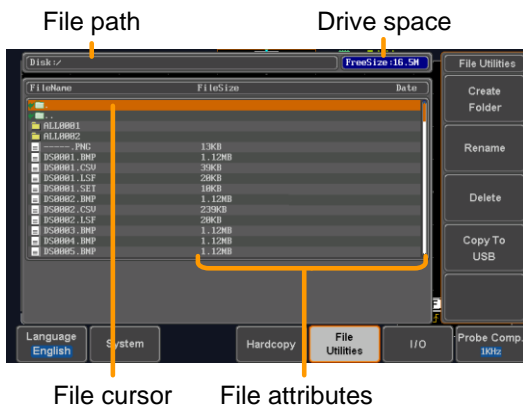 File path
Drive space
Disk:/
FreeSize:16.5M
File Utilities
FileName FileSize Date
.
..
ALL0001
ALL0002
-----.PNG 13KB
DS0001.BMP 1.12MB
DS0001.CSV 39KB
DS0001.LSF 20KB
DS0001.SET 10KB
DS0002.BMP 1.12MB
DS0002.CSV 239KB
DS0002.LSF 20KB
DS0003.BMP 1.12MB
DS0004.BMP 1.12MB
DS0005.BMP 1.12MB
Create
Folder
Rename
Delete
Copy To
USB
F
Language
English
System
Hardcopy
File
Utilities
I/O
Probe Comp.
1KHz
File cursor
File attributes